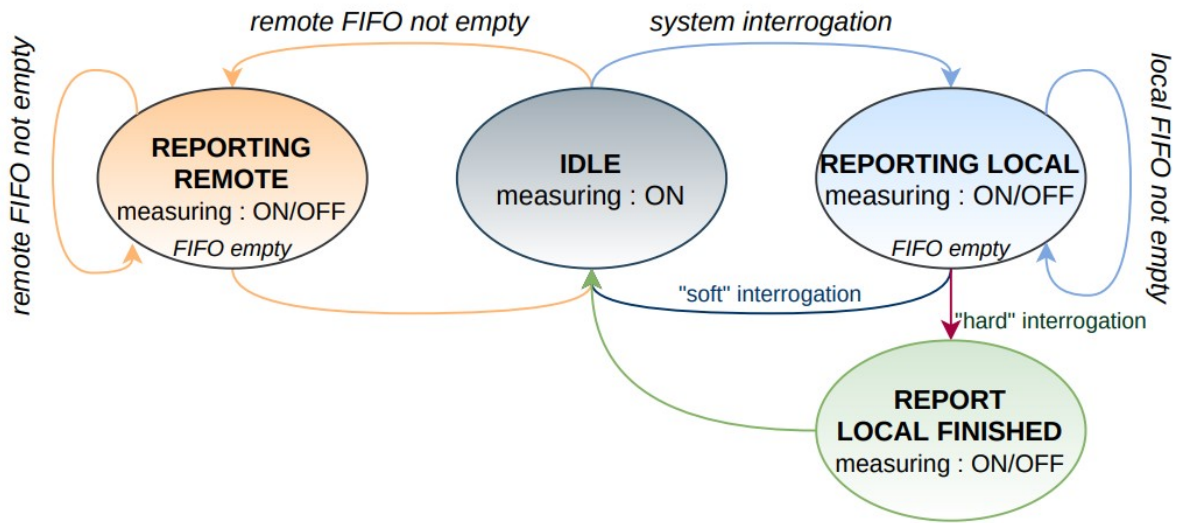 remote FIFO not empty
system interrogation
remote FIFO not empty
REPORTING
REMOTE
measuring : ON/OFF
FIFO empty
IDLE
measuring : ON
REPORTING LOCAL
measuring : ON/OFF
FIFO empty
local FIFO not empty
"soft" interrogation
"hard" interrogation
REPORT
LOCAL FINISHED
measuring : ON/OFF